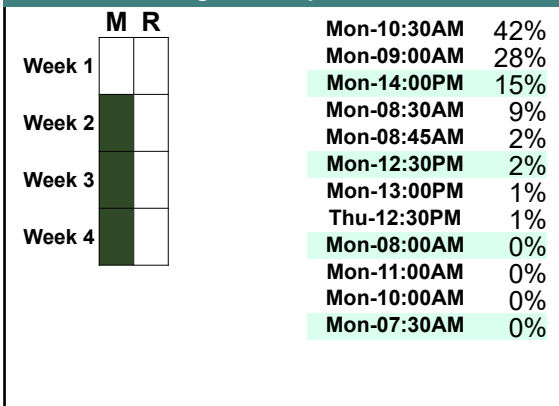 M R
Week 1
Week 2
Week 3
Week 4
Mon-10:30AM 42%
Mon-09:00AM 28%
Mon-14:00PM 15%
Mon-08:30AM 9%
Mon-08:45AM 2%
Mon-12:30PM 2%
Mon-13:00PM 1%
Thu-12:30PM 1%
Mon-08:00AM 0%
Mon-11:00AM 0%
Mon-10:00AM 0%
Mon-07:30AM 0%